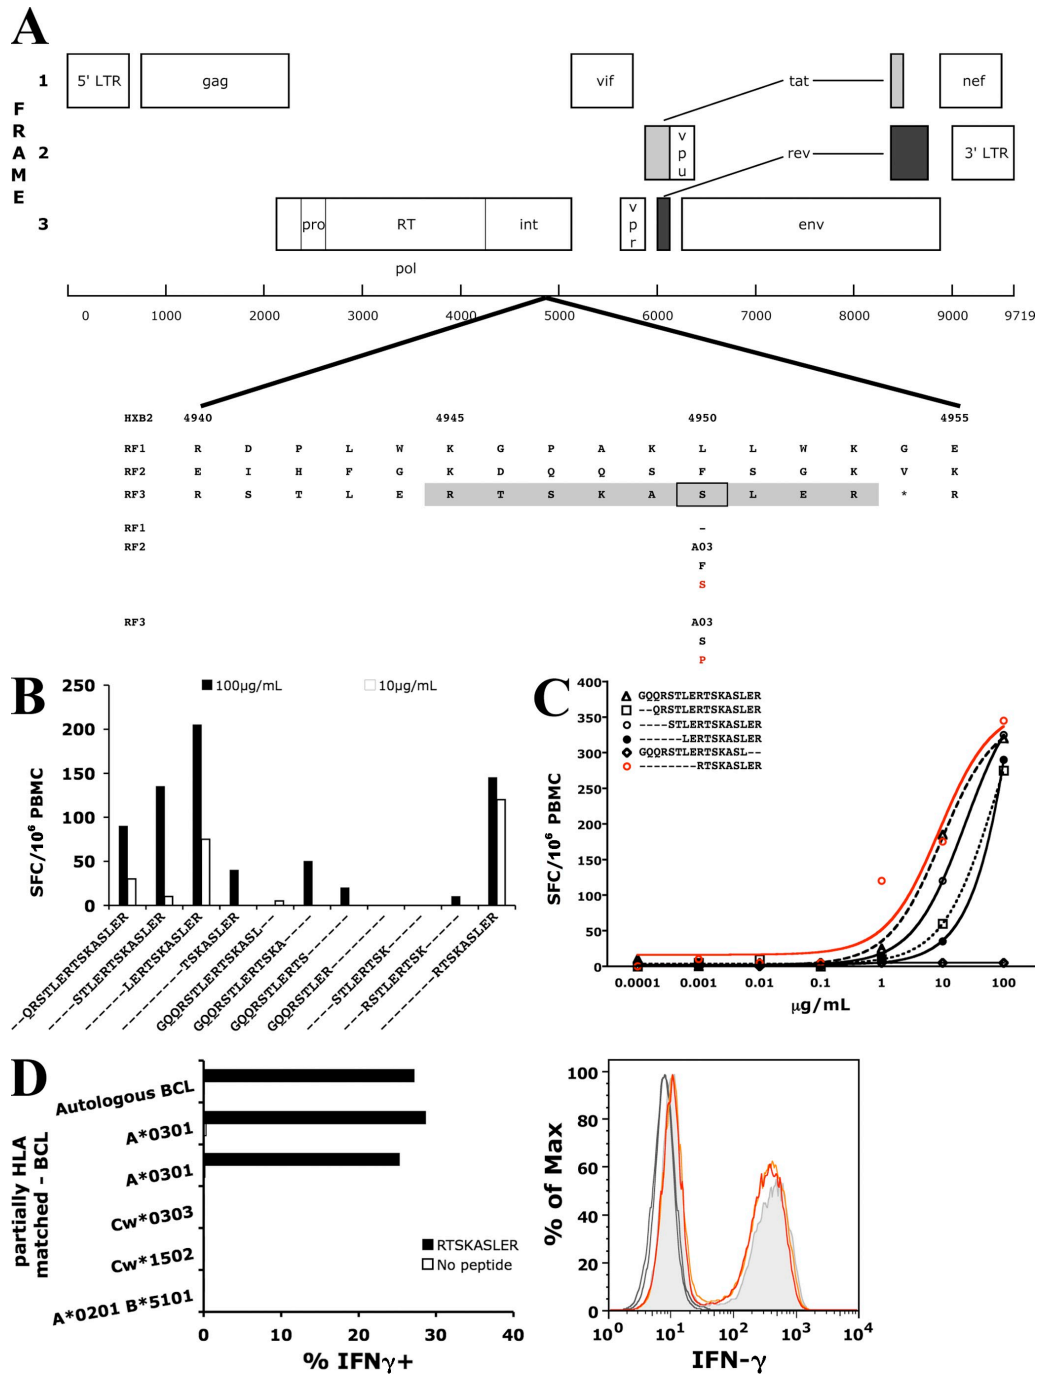 A
FRAME
1
5' LTR gag vif tat nef
2
vpu rev 3' LTR
3
pro RT int vpr env
pol
0 1000 2000 3000 4000 5000 6000 7000 8000 9000 9719
HXB2 4940 4945 4950 4955
RF1 R D P L W K G P A K L L W K G E
RF2 E I H F G K D Q Q S F S G K V K
RF3 R S T L E R T S K A S L E R * R
RF1 -
RF2 A03
F
S
RF3 A03
S
P
B
100µg/mL 10µg/mL
SFC/10⁶ PBMC
250
200
150
100
50
0
--QRSTLERTSKASLER
----STLERTSKASLER
------LERTSKASLER
---------TSKASLER
GQQRSTLERTSKASL--
GQQRSTLERTSKA----
GQQRSTLERTS------
GQQRSTLER--------
----STLERTSK-----
---RSTLERTSK-----
--------RTSKASLER
C
GQQRSTLERTSKASLER
--QRSTLERTSKASLER
----STLERTSKASLER
------LERTSKASLER
GQQRSTLERTSKASL--
--------RTSKASLER
SFC/10⁶ PBMC
400
350
300
250
200
150
100
50
0
0.0001 0.001 0.01 0.1 1 10 100
µg/mL
D
partially HLA
matched - BCL
Autologous BCL
A*0301
A*0301
Cw*0303
Cw*1502
A*0201 B*5101
RTSKASLER
No peptide
0 10 20 30 40
% IFNγ+
% of Max
100
80
60
40
20
0
10⁰ 10¹ 10² 10³ 10⁴
IFN-γ